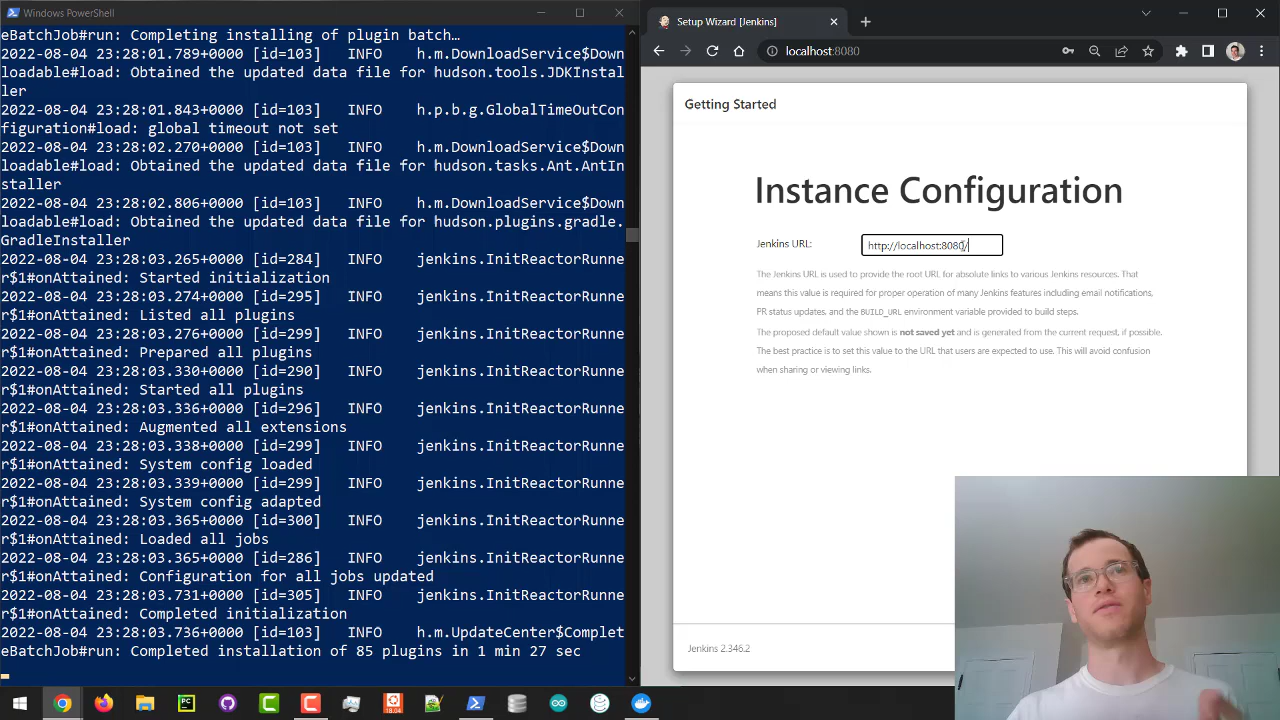 Windows PowerShell
eBatchJob#run: Completing installing of plugin batch…
2022-08-04 23:28:01.789+0000 [id=103] INFO h.m.DownloadService$Dow
nloadable#load: Obtained the updated data file for hudson.tools.JDKInstal
ler
2022-08-04 23:28:01.843+0000 [id=103] INFO h.p.b.g.GlobalTimeOutCon
figuration#load: global timeout not set
2022-08-04 23:28:02.270+0000 [id=103] INFO h.m.DownloadService$Down
loadable#load: Obtained the updated data file for hudson.tasks.Ant.AntIn
staller
2022-08-04 23:28:02.806+0000 [id=103] INFO h.m.DownloadService$Down
loadable#load: Obtained the updated data file for hudson.plugins.gradle.
GradleInstaller
2022-08-04 23:28:03.265+0000 [id=284] INFO jenkins.InitReactorRunne
r$1#onAttained: Started initialization
2022-08-04 23:28:03.274+0000 [id=295] INFO jenkins.InitReactorRunne
r$1#onAttained: Listed all plugins
2022-08-04 23:28:03.276+0000 [id=299] INFO jenkins.InitReactorRunne
r$1#onAttained: Prepared all plugins
2022-08-04 23:28:03.330+0000 [id=290] INFO jenkins.InitReactorRunne
r$1#onAttained: Started all plugins
2022-08-04 23:28:03.336+0000 [id=296] INFO jenkins.InitReactorRunne
r$1#onAttained: Augmented all extensions
2022-08-04 23:28:03.338+0000 [id=299] INFO jenkins.InitReactorRunne
r$1#onAttained: System config loaded
2022-08-04 23:28:03.339+0000 [id=299] INFO jenkins.InitReactorRunne
r$1#onAttained: System config adapted
2022-08-04 23:28:03.365+0000 [id=300] INFO jenkins.InitReactorRunne
r$1#onAttained: Loaded all jobs
2022-08-04 23:28:03.365+0000 [id=286] INFO jenkins.InitReactorRunne
r$1#onAttained: Configuration for all jobs updated
2022-08-04 23:28:03.731+0000 [id=305] INFO jenkins.InitReactorRunne
r$1#onAttained: Completed initialization
2022-08-04 23:28:03.736+0000 [id=103] INFO h.m.UpdateCenter$Complet
eBatchJob#run: Completed installation of 85 plugins in 1 min 27 sec
Setup Wizard [Jenkins]
localhost:8080
Getting Started
Instance Configuration
Jenkins URL:
http://localhost:8080/
The Jenkins URL is used to provide the root URL for absolute links to various Jenkins resources. That
means this value is required for proper operation of many Jenkins features including email notifications,
PR status updates, and the BUILD_URL environment variable provided to build steps.
The proposed default value shown is not saved yet and is generated from the current request, if possible.
The best practice is to set this value to the URL that users are expected to use. This will avoid confusion
when sharing or viewing links.
Jenkins 2.346.2
PC
18.04